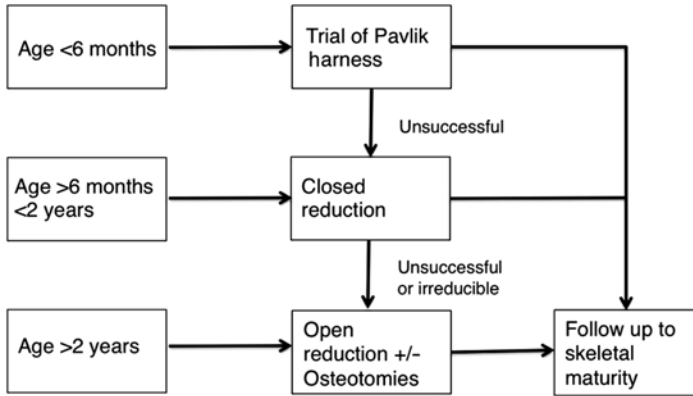 Age <6 months
Trial of Pavlik
harness
Unsuccessful
Age >6 months
<2 years
Closed
reduction
Unsuccessful
or irreducible
Age >2 years
Open
reduction +/–
Osteotomies
Follow up to
skeletal
maturity